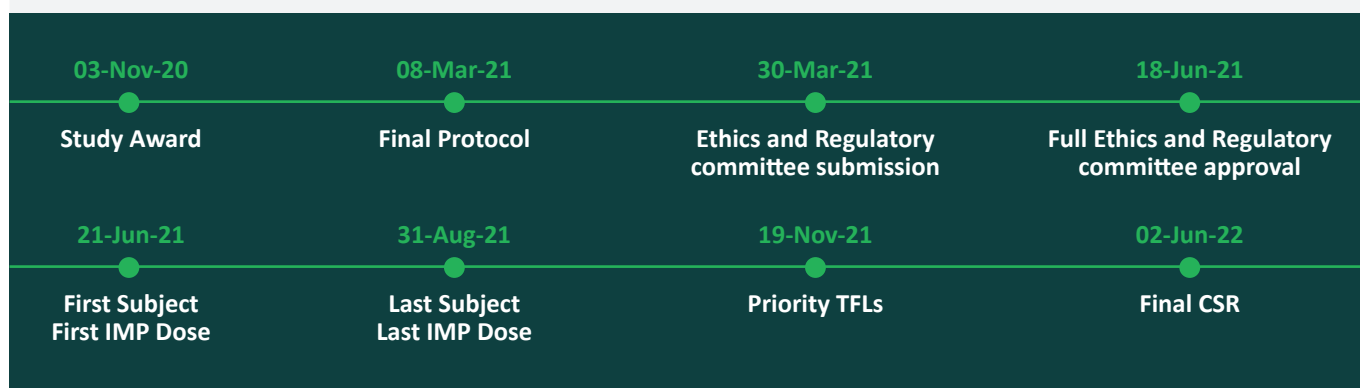 03-Nov-20
08-Mar-21
30-Mar-21
18-Jun-21
Study Award
Final Protocol
Ethics and Regulatory
committee submission
Full Ethics and Regulatory
committee approval
21-Jun-21
31-Aug-21
19-Nov-21
02-Jun-22
First Subject
First IMP Dose
Last Subject
Last IMP Dose
Priority TFLs
Final CSR